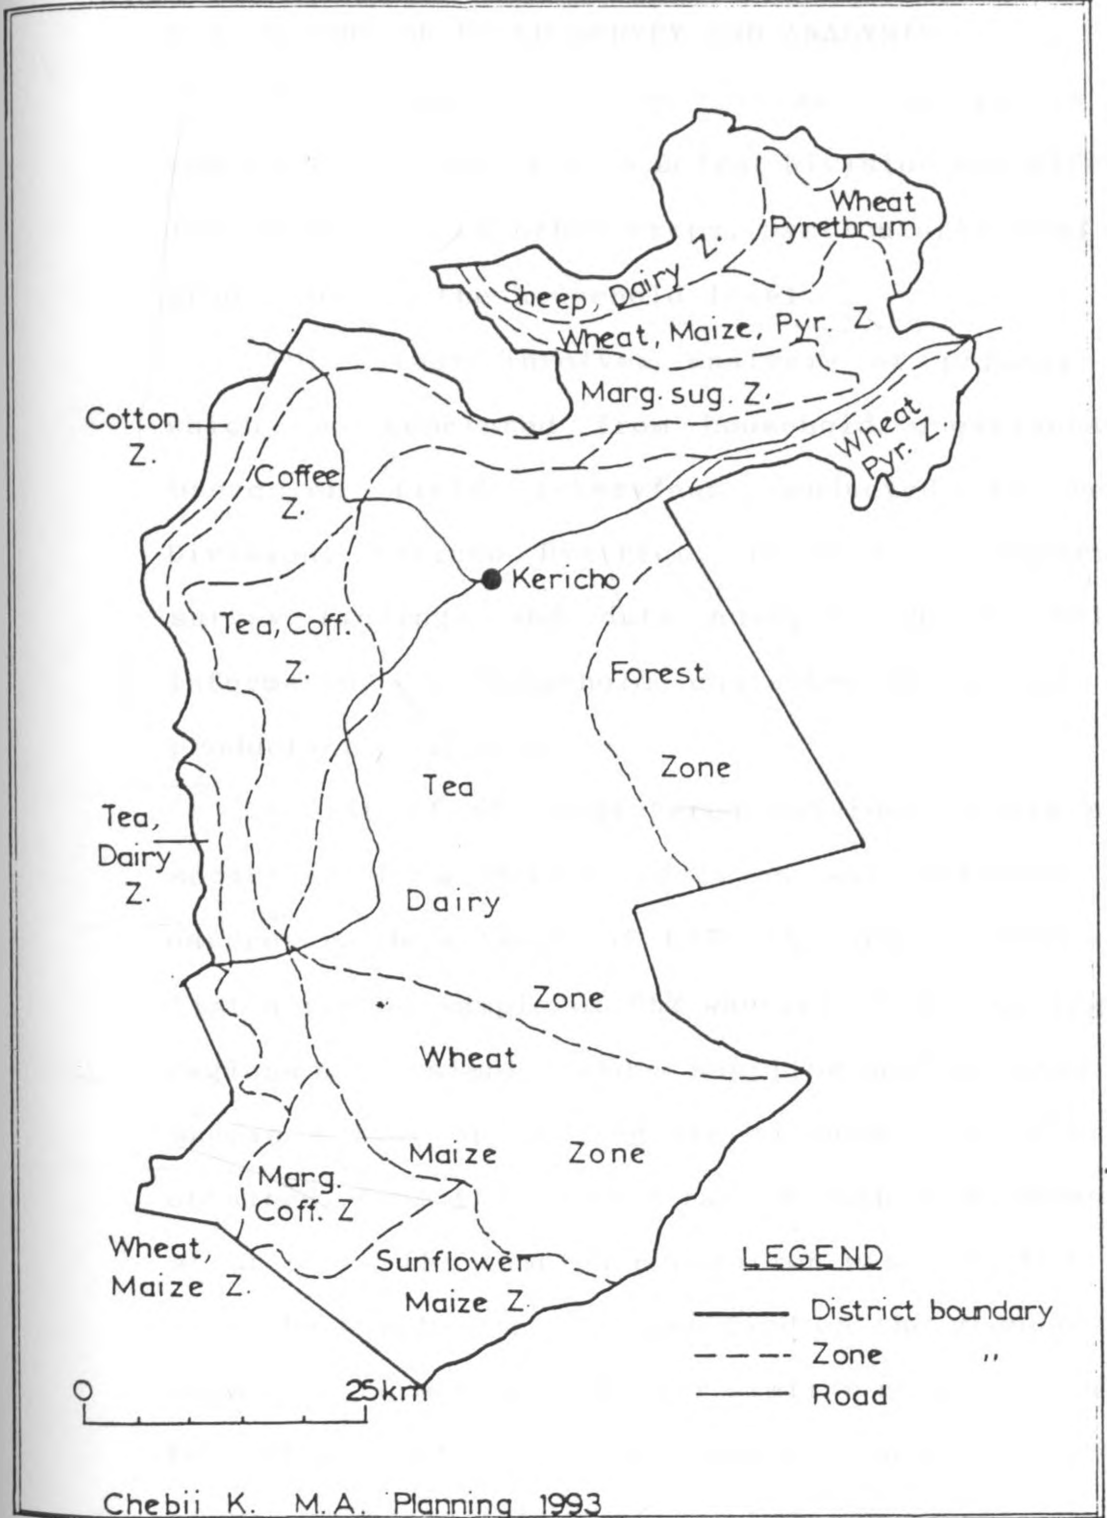 Wheat
Pyrethrum
Sheep, Dairy Z.
Wheat, Maize, Pyr. Z
Marg. sug. Z.
Wheat
Pyr. Z.
Cotton
Z.
Coffee
Z.
Kericho
Tea, Coff.
Z.
Forest
Zone
Tea
Dairy
Zone
Tea,
Dairy
Z.
Wheat
Maize Zone
Marg.
Coff. Z
Wheat,
Maize Z.
Sunflower
Maize Z.
LEGEND
District boundary
Zone "
Road
0 25km
Chebii K. M.A. Planning 1993